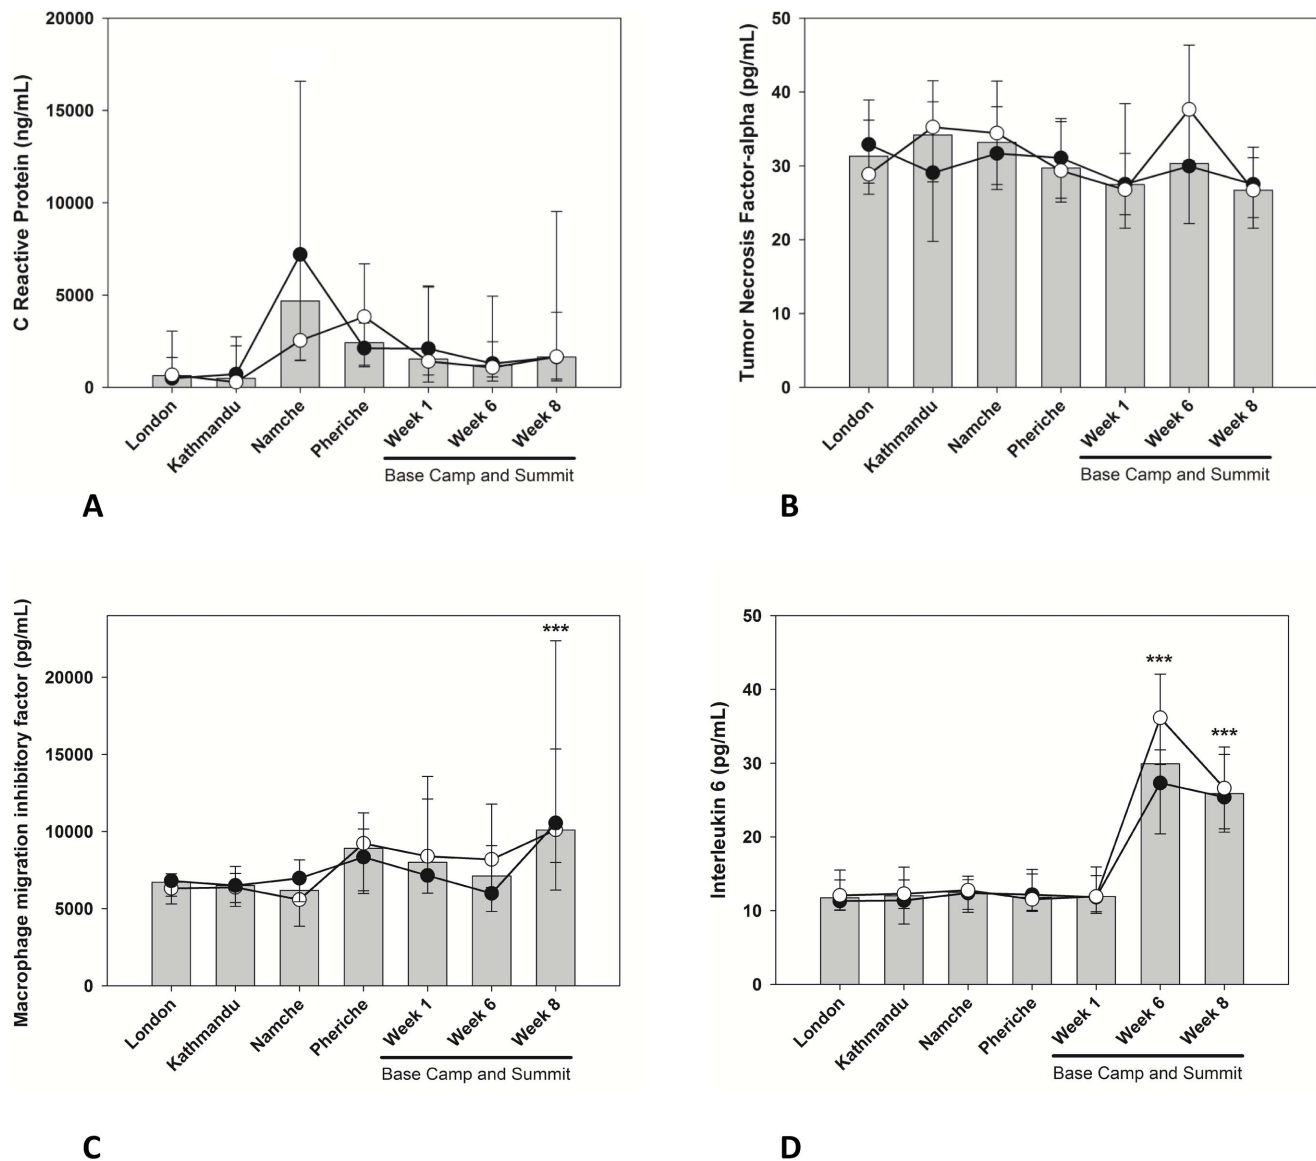 C Reactive Protein (ng/mL)
20000
15000
10000
5000
0
London
Kathmandu
Namche
Pheriche
Week 1
Week 6
Week 8
Base Camp and Summit
A
Tumor Necrosis Factor-alpha (pg/mL)
50
40
30
20
10
0
London
Kathmandu
Namche
Pheriche
Week 1
Week 6
Week 8
Base Camp and Summit
B
Macrophage migration inhibitory factor (pg/mL)
20000
15000
10000
5000
0
***
London
Kathmandu
Namche
Pheriche
Week 1
Week 6
Week 8
Base Camp and Summit
C
Interleukin 6 (pg/mL)
50
40
30
20
10
0
***
***
London
Kathmandu
Namche
Pheriche
Week 1
Week 6
Week 8
Base Camp and Summit
D